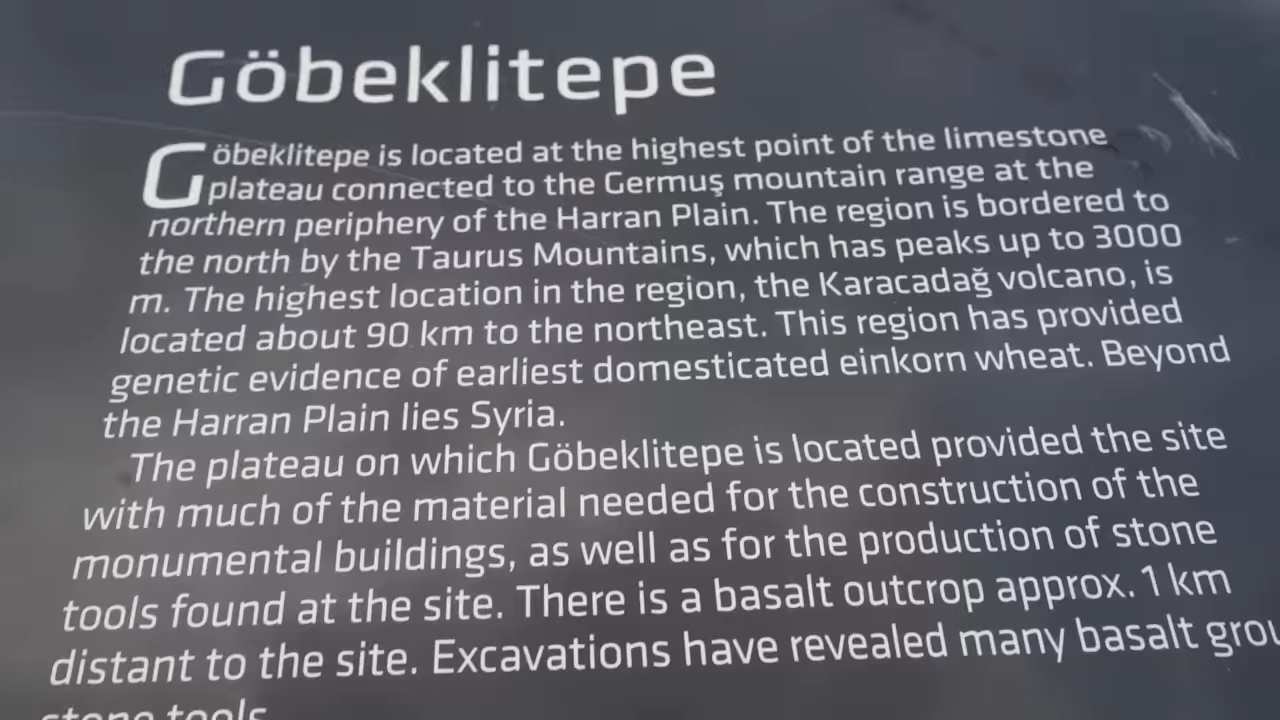 Göbeklitepe
Göbeklitepe is located at the highest point of the limestone
plateau connected to the Germuş mountain range at the
northern periphery of the Harran Plain. The region is bordered to
the north by the Taurus Mountains, which has peaks up to 3000
m. The highest location in the region, the Karacadağ volcano, is
located about 90 km to the northeast. This region has provided
genetic evidence of earliest domesticated einkorn wheat. Beyond
the Harran Plain lies Syria.
The plateau on which Göbeklitepe is located provided the site
with much of the material needed for the construction of the
monumental buildings, as well as for the production of stone
tools found at the site. There is a basalt outcrop approx. 1 km
distant to the site. Excavations have revealed many basalt
stone tools